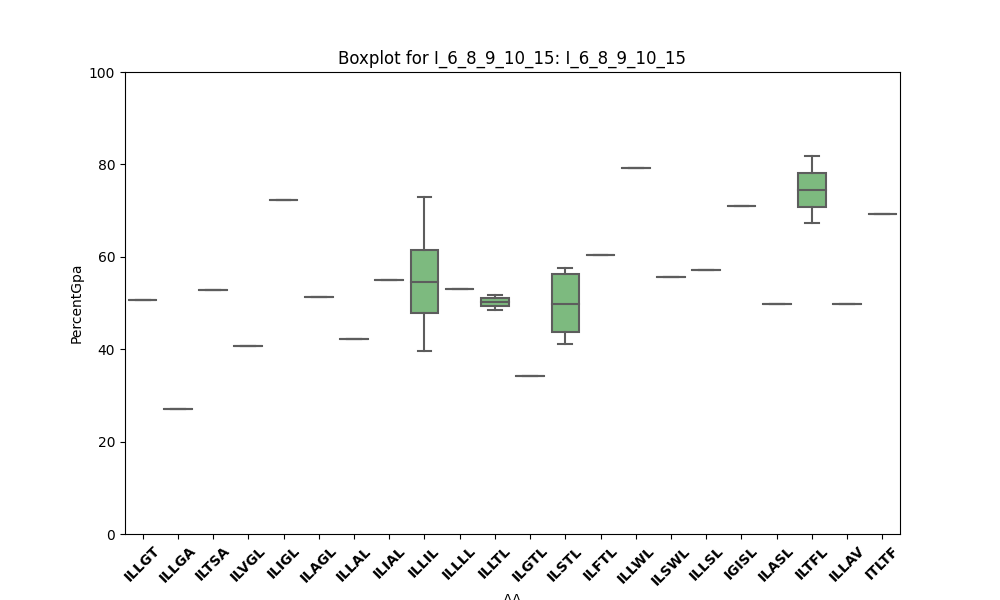 Boxplot for I_6_8_9_10_15: I_6_8_9_10_15
100
80
60
40
20
0
PercentGpa
ILLGT
ILLGA
ILTSA
ILVGL
ILIGL
ILAGL
ILLAL
ILIAL
ILLIL
ILLLL
ILLTL
ILGTL
ILSTL
ILFTL
ILLWL
ILSWL
ILLSL
IGISL
ILASL
ILTFL
ILLAV
ITLTF
AA